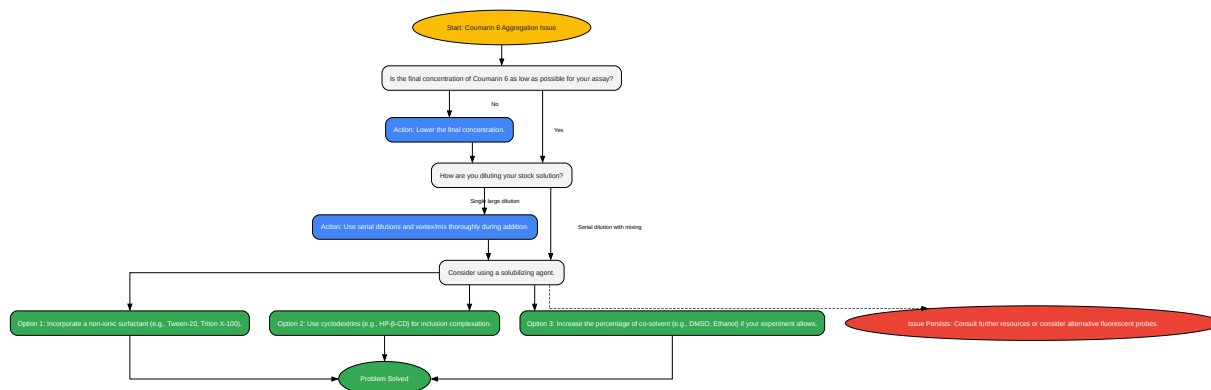 Start: Coumarin 6 Aggregation Issue
Is the final concentration of Coumarin 6 as low as possible for your assay?
No
Action: Lower the final concentration.
Yes
How are you diluting your stock solution?
Single large dilution
Action: Use serial dilutions and vortex/mix thoroughly during addition.
Serial dilution with mixing
Consider using a solubilizing agent.
Option 1: Incorporate a non-ionic surfactant (e.g., Tween-20, Triton X-100).
Option 2: Use cyclodextrins (e.g., HP-β-CD) for inclusion complexation.
Option 3: Increase the percentage of co-solvent (e.g., DMSO, Ethanol) if your experiment allows.
Issue Persists: Consult further resources or consider alternative fluorescent probes.
Problem Solved